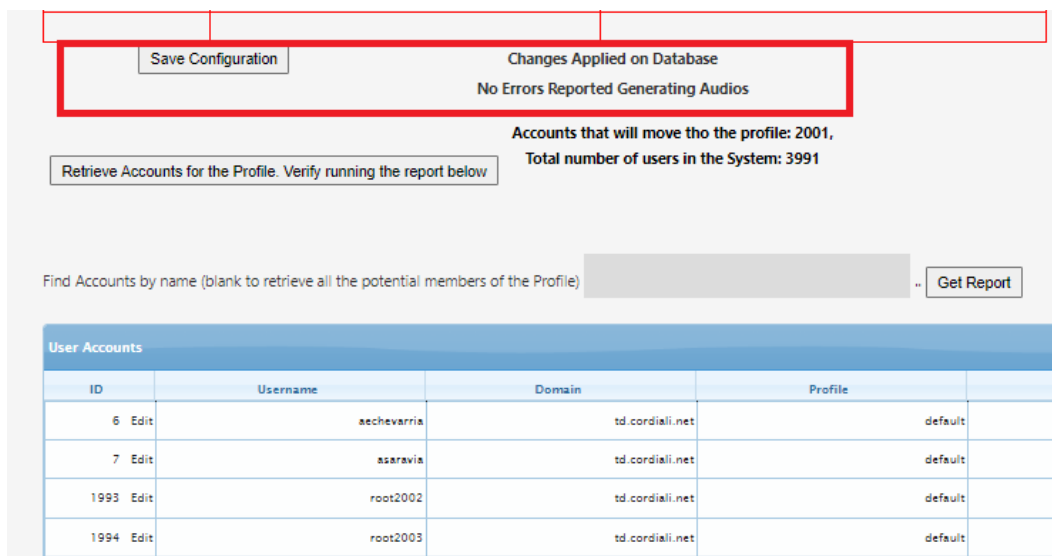 Save Configuration Changes Applied on Database
No Errors Reported Generating Audios
Accounts that will move tho the profile: 2001,
Retrieve Accounts for the Profile. Verify running the report below Total number of users in the System: 3991
Find Accounts by name (blank to retrieve all the potential members of the Profile) .. Get Report
User Accounts
ID Username Domain Profile
6 Edit aechevarria td.cordiali.net default
7 Edit asaravia td.cordiali.net default
1993 Edit root2002 td.cordiali.net default
1994 Edit root2003 td.cordiali.net default